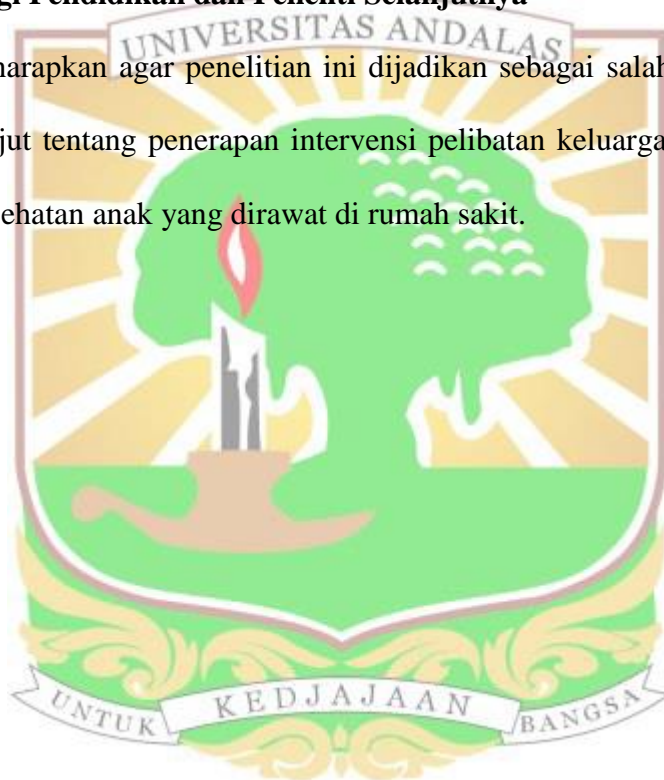 gi Pendidikan dan Peneliti Selanjutnya
UNIVERSITAS ANDALAS
harapkan agar penelitian ini dijadikan sebagai salah
jut tentang penerapan intervensi pelibatan keluarga
sehatan anak yang dirawat di rumah sakit.
UNTUK KEDJAJAAN BANGSA